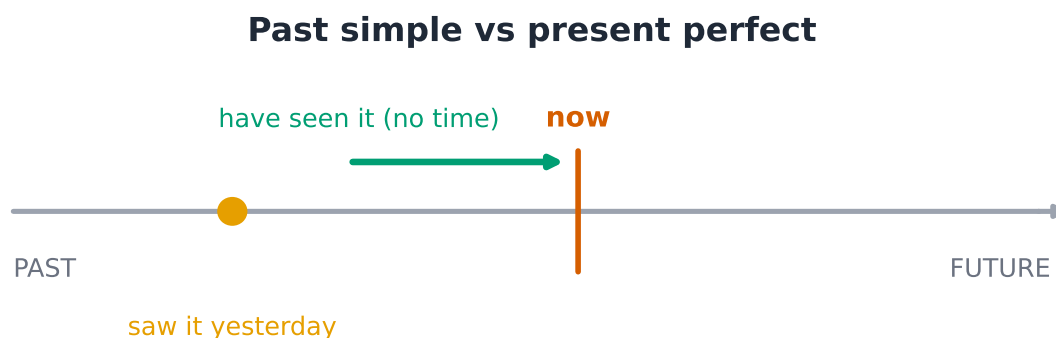 Past simple vs present perfect
have seen it (no time)
now
PAST
FUTURE
saw it yesterday